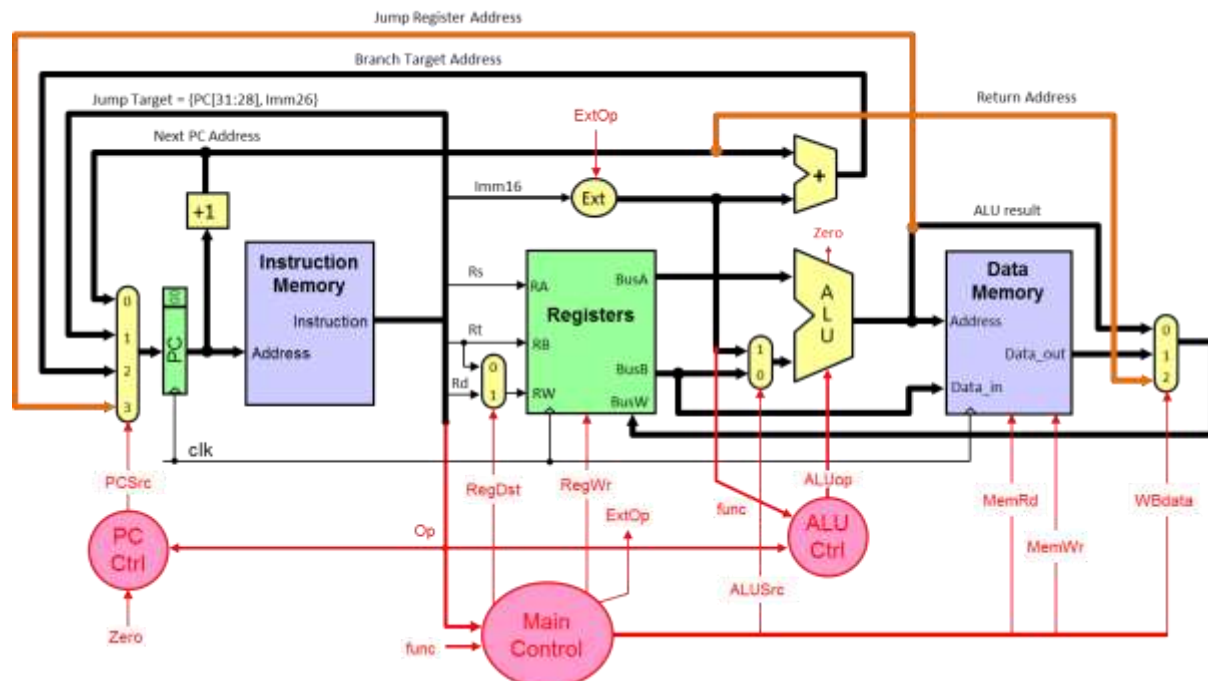 Jump Register Address
Branch Target Address
Jump Target = {PC[31:28], Imm26}
Return Address
ExtOp
Next PC Address
+
Imm16
Ext
+1
ALU result
Zero
Instruction
Memory
Data
Memory
Rs
BusA
RA
A
L
U
0
00
Instruction
Registers
Address
0
1
Rt
RB
1
0
Data_out
1
PC
Address
BusB
2
0
1
Rd
RW
Data_in
2
3
BusW
clk
PCSrc
RegDst
RegWr
ALUop
MemRd
WBdata
func
ExtOp
PC
Ctrl
Op
ALU
Ctrl
MemWr
ALUSrc
Zero
func
Main
Control